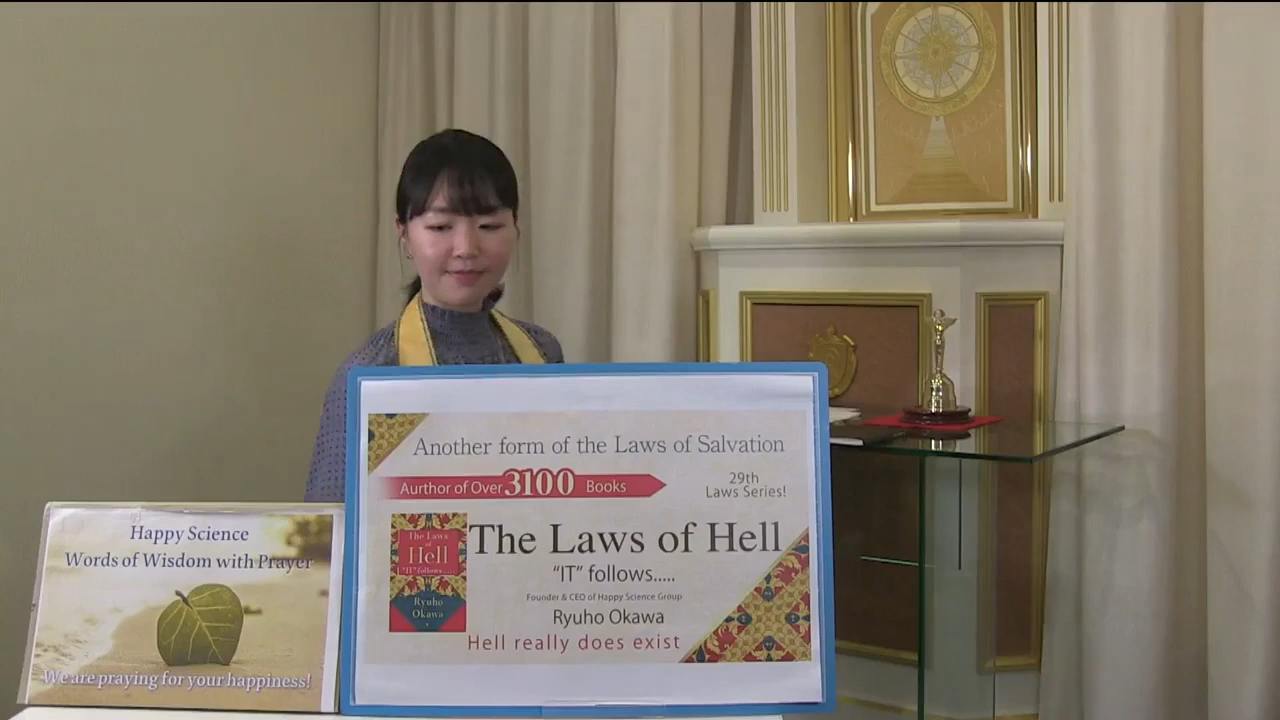 Happy Science
Words of Wisdom with Prayer
We are praying for your happiness!
Another form of the Laws of Salvation
Aurthor of Over 3100 Books
29th
Laws Series!
The Laws
of
Hell
"IT" follows.....
Ryuho
Okawa
The Laws of Hell
"IT" follows.....
Founder & CEO of Happy Science Group
Ryuho Okawa
Hell really does exist